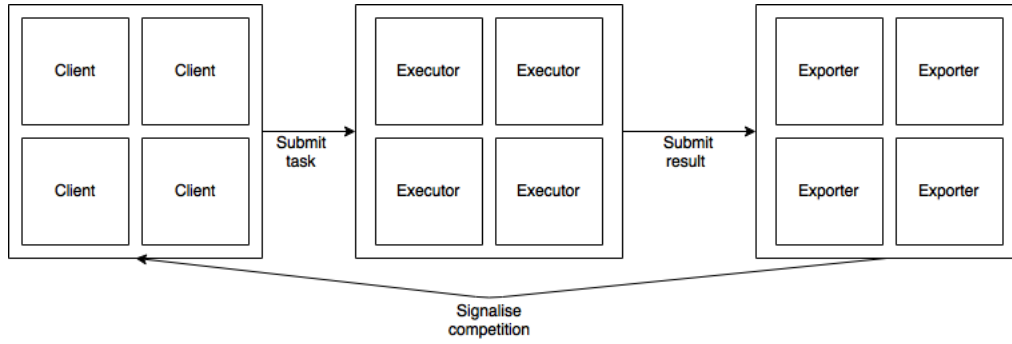 Client Client
Client Client
Submit
task
Executor Executor
Executor Executor
Submit
result
Exporter Exporter
Exporter Exporter
Signalise
competition